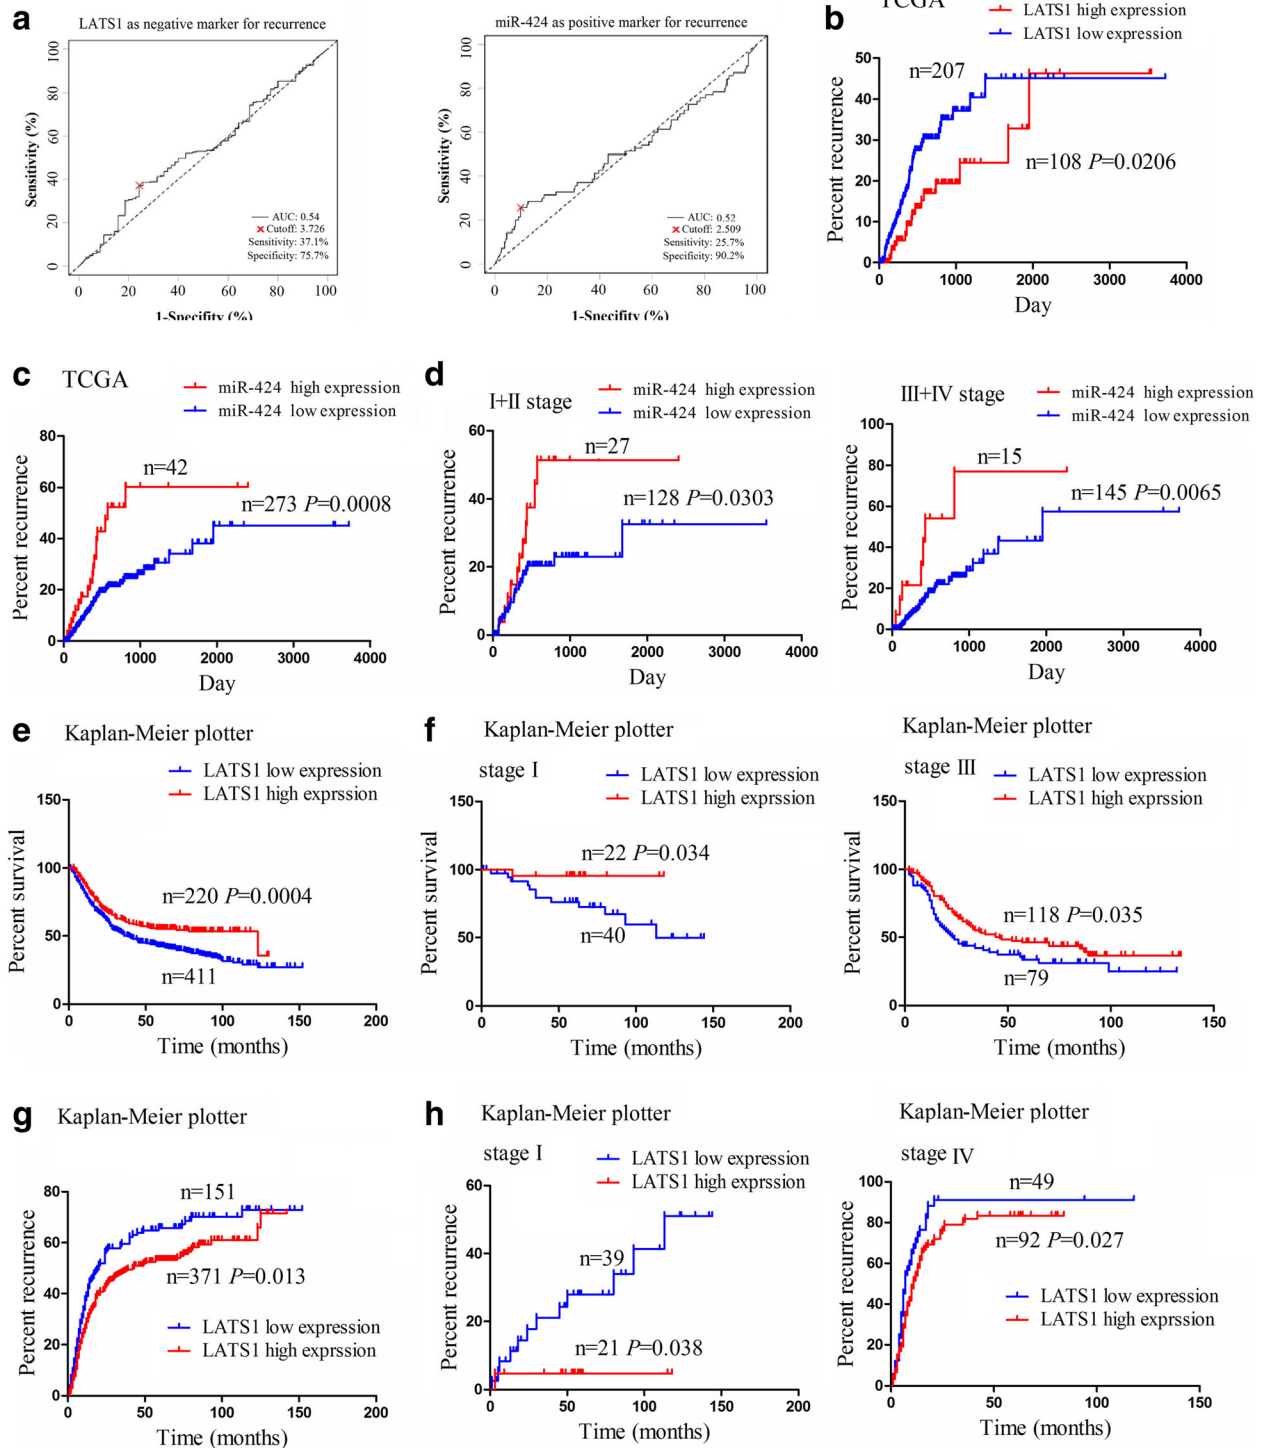 a
LATS1 as negative marker for recurrence
100
80
60
40
20
0
Sensitivity (%)
AUC: 0.54
Cutoff: 3.726
Sensitivity: 37.1%
Specificity: 75.7%
0 20 40 60 80 100
1-Specifity (%)
miR-424 as positive marker for recurrence
100
80
60
40
20
0
Sensitivity (%)
AUC: 0.52
Cutoff: 2.509
Sensitivity: 25.7%
Specificity: 90.2%
0 20 40 60 80 100
1-Specifity (%)
b
TCGA
LATS1 high expression
LATS1 low expression
50
40
30
20
10
0
Percent recurrence
n=207
n=108 P=0.0206
0 1000 2000 3000 4000
Day
c
TCGA
miR-424 high expression
miR-424 low expression
80
60
40
20
0
Percent recurrence
n=42
n=273 P=0.0008
0 1000 2000 3000 4000
Day
d
I+II stage
miR-424 high expression
miR-424 low expression
60
40
20
0
Percent recurrence
n=27
n=128 P=0.0303
0 1000 2000 3000 4000
Day
III+IV stage
miR-424 high expression
miR-424 low expression
100
80
60
40
20
0
Percent recurrence
n=15
n=145 P=0.0065
0 1000 2000 3000 4000
Day
e
Kaplan-Meier plotter
LATS1 low expression
LATS1 high exprssion
150
100
50
0
Percent survival
n=220 P=0.0004
n=411
0 50 100 150 200
Time (months)
f
Kaplan-Meier plotter
stage I
LATS1 low expression
LATS1 high exprssion
150
100
50
0
Percent survival
n=22 P=0.034
n=40
0 50 100 150 200
Time (months)
Kaplan-Meier plotter
stage III
LATS1 low expression
LATS1 high exprssion
150
100
50
0
Percent survival
n=118 P=0.035
n=79
0 50 100 150
Time (months)
g
Kaplan-Meier plotter
80
60
40
20
0
Percent recurrence
n=151
n=371 P=0.013
LATS1 low expression
LATS1 high exprssion
0 50 100 150 200
Time (months)
h
Kaplan-Meier plotter
stage I
LATS1 low expression
LATS1 high exprssion
60
40
20
0
Percent recurrence
n=39
n=21 P=0.038
0 50 100 150 200
Time (months)
Kaplan-Meier plotter
stage IV
100
80
60
40
20
0
Percent recurrence
n=49
n=92 P=0.027
LATS1 low expression
LATS1 high exprssion
0 50 100 150
Time (months)